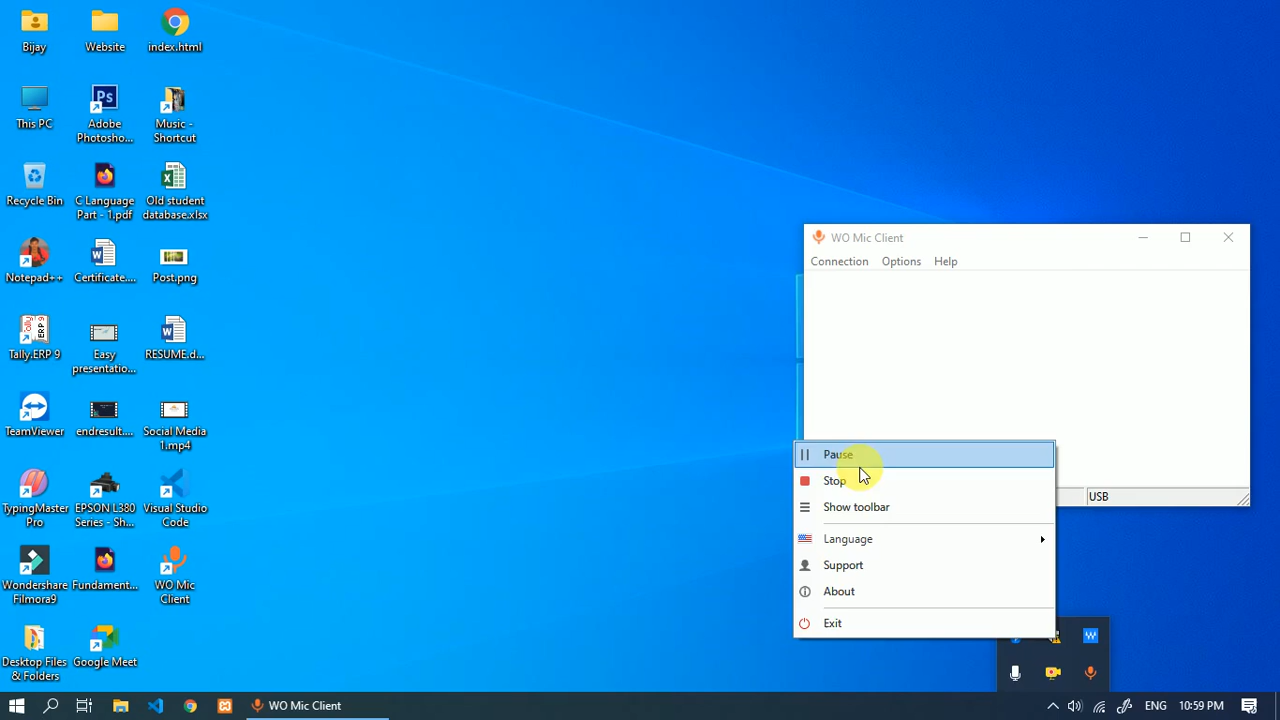 Bijay
Website
index.html
This PC
Adobe
Photosho...
Music -
Shortcut
Recycle Bin
C Language
Part - 1.pdf
Old student
database.xlsx
Notepad++
Certificate....
Post.png
Tally.ERP 9
Easy
presentatio...
RESUME.d...
TeamViewer
endresult....
Social Media
1.mp4
TypingMaster
Pro
EPSON L380
Series - Sh...
Visual Studio
Code
Wondershare
Filmora9
Fundament...
WO Mic
Client
Desktop Files
& Folders
Google Meet
WO Mic Client
Connection Options Help
USB
Pause
Stop
Show toolbar
Language
Support
About
Exit
WO Mic Client
ENG 10:59 PM